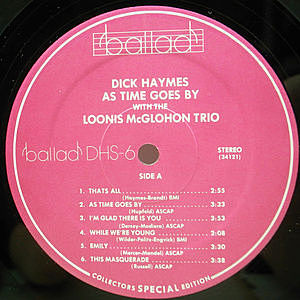 ballad
DICK HAYMES
AS TIME GOES BY
WITH THE
LOONIS McGLOHON TRIO
ballad DHS-6
STEREO
(34121)
SIDE A
1. THATS ALL 2:55
(Haymes-Brandt) BMI
2. AS TIME GOES BY 3:23
(Hupfeld) ASCAP
3. I'M GLAD THERE IS YOU 3:53
(Dorsey-Madiera) ASCAP
4. WHILE WE'RE YOUNG 2:08
(Wilder-Palitz-Engvick) BMI
5. EMILY 3:30
(Mercer-Mandel) ASCAP
6. THIS MASQUERADE 3:38
(Russell) ASCAP
COLLECTORS SPECIAL EDITION